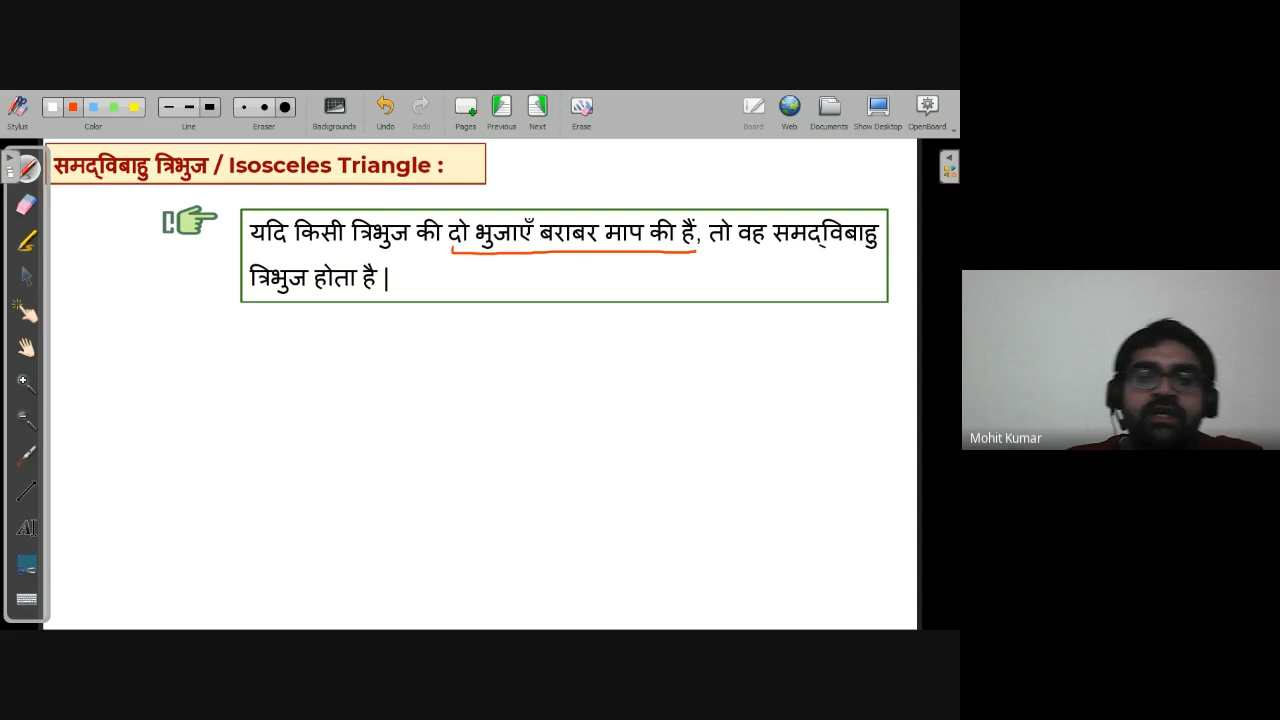 Stylus
Color
Line
Eraser
Backgrounds
Undo
Redo
Pages
Previous
Next
Erase
Board
Web
Documents
Show Desktop
OpenBoard
समद्‌विबाहु त्रिभुज / Isosceles Triangle :
यदि किसी त्रिभुज की दो भुजाएँ बराबर माप की हैं, तो वह समद्‌विबाहु
त्रिभुज होता है |
Mohit Kumar